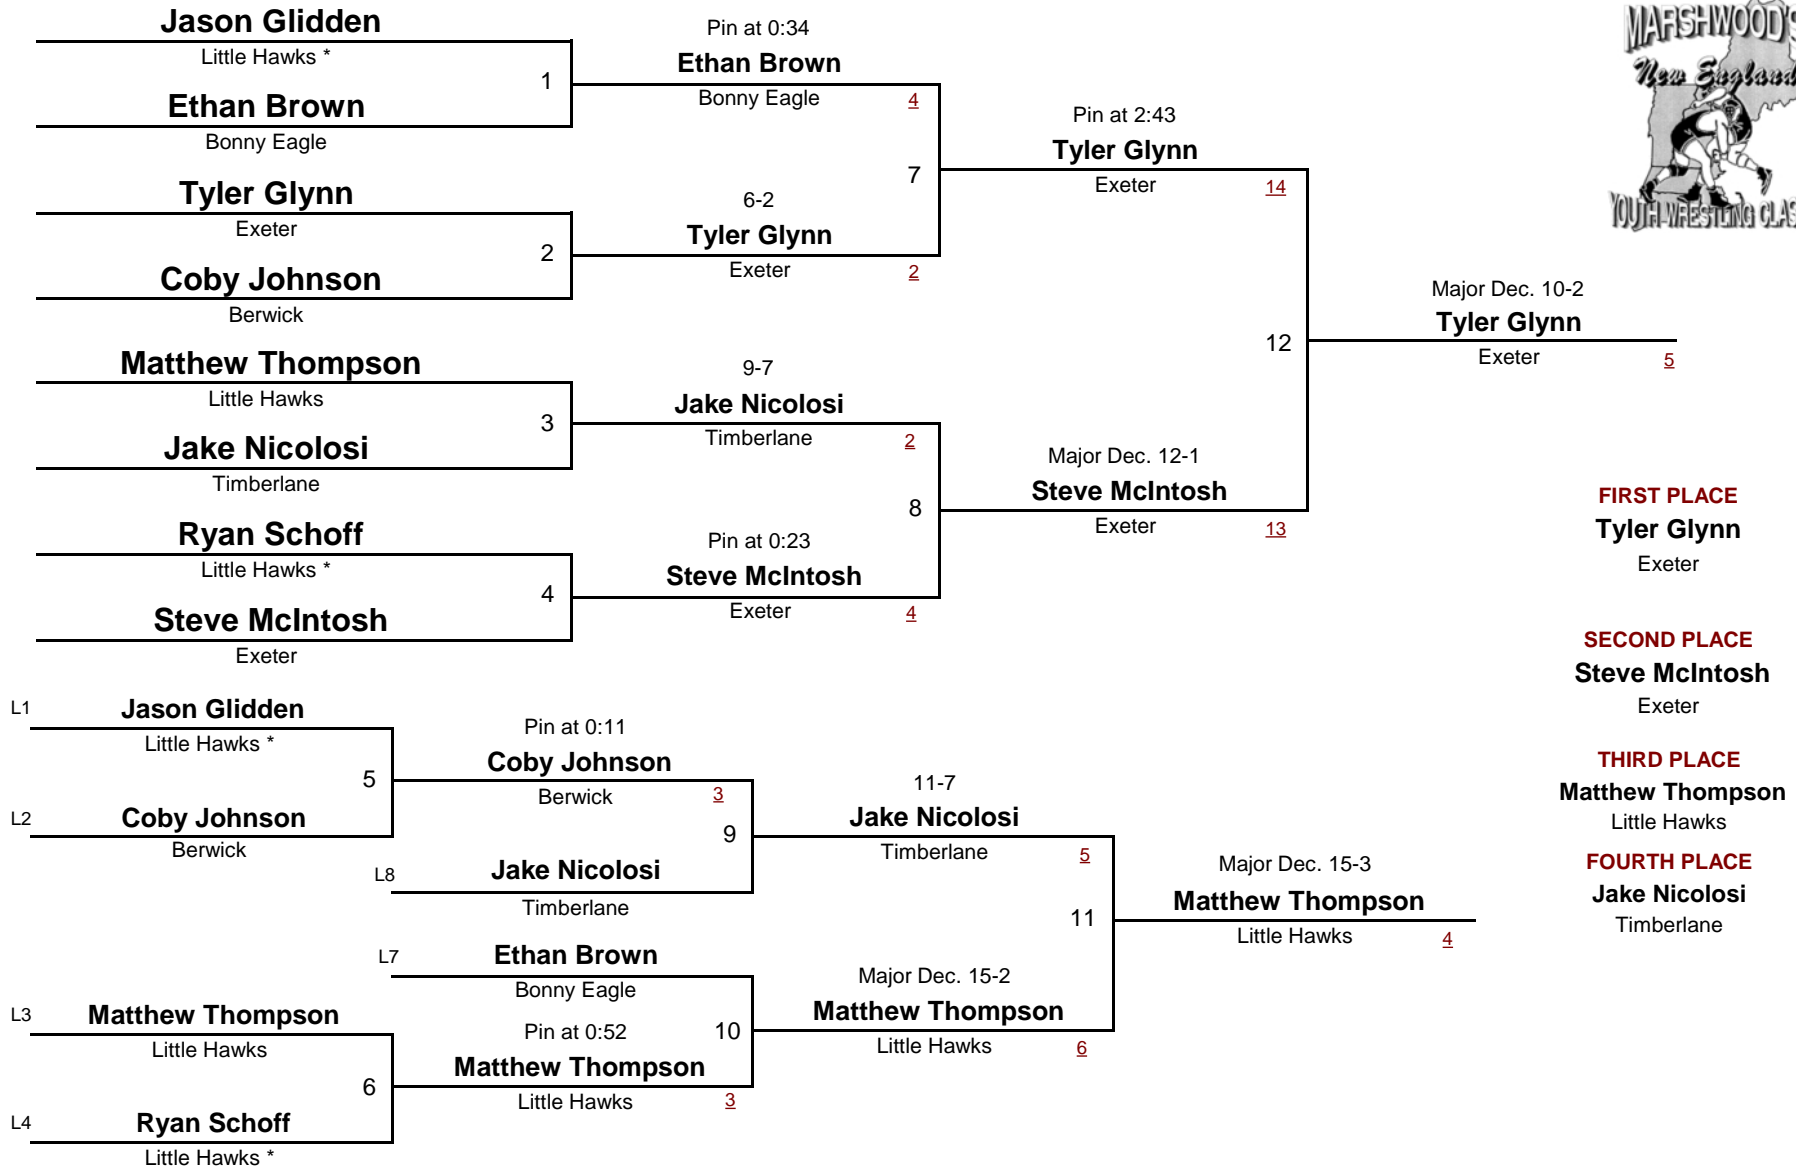 Jason Glidden
Little Hawks *
1
Ethan Brown
Bonny Eagle
Tyler Glynn
Exeter
2
Coby Johnson
Berwick
Matthew Thompson
Little Hawks
3
Jake Nicolosi
Timberlane
Ryan Schoff
Little Hawks *
4
Steve McIntosh
Exeter
Pin at 0:34
Ethan Brown
Bonny Eagle
4
7
6-2
Tyler Glynn
Exeter
2
9-7
Jake Nicolosi
Timberlane
2
8
Pin at 0:23
Steve McIntosh
Exeter
4
Pin at 2:43
Tyler Glynn
Exeter
14
12
Major Dec. 12-1
Steve McIntosh
Exeter
13
Major Dec. 10-2
Tyler Glynn
Exeter
5
MARSHWOOD'S
New England
YOUTH WRESTLING CLAS
FIRST PLACE
Tyler Glynn
Exeter
SECOND PLACE
Steve McIntosh
Exeter
THIRD PLACE
Matthew Thompson
Little Hawks
FOURTH PLACE
Jake Nicolosi
Timberlane
L1
Jason Glidden
Little Hawks *
5
L2
Coby Johnson
Berwick
L3
Matthew Thompson
Little Hawks
6
L4
Ryan Schoff
Little Hawks *
Pin at 0:11
Coby Johnson
Berwick
3
9
L8
Jake Nicolosi
Timberlane
L7
Ethan Brown
Bonny Eagle
Pin at 0:52
10
Matthew Thompson
Little Hawks
3
11-7
Jake Nicolosi
Timberlane
5
11
Major Dec. 15-2
Matthew Thompson
Little Hawks
6
Major Dec. 15-3
Matthew Thompson
Little Hawks
4